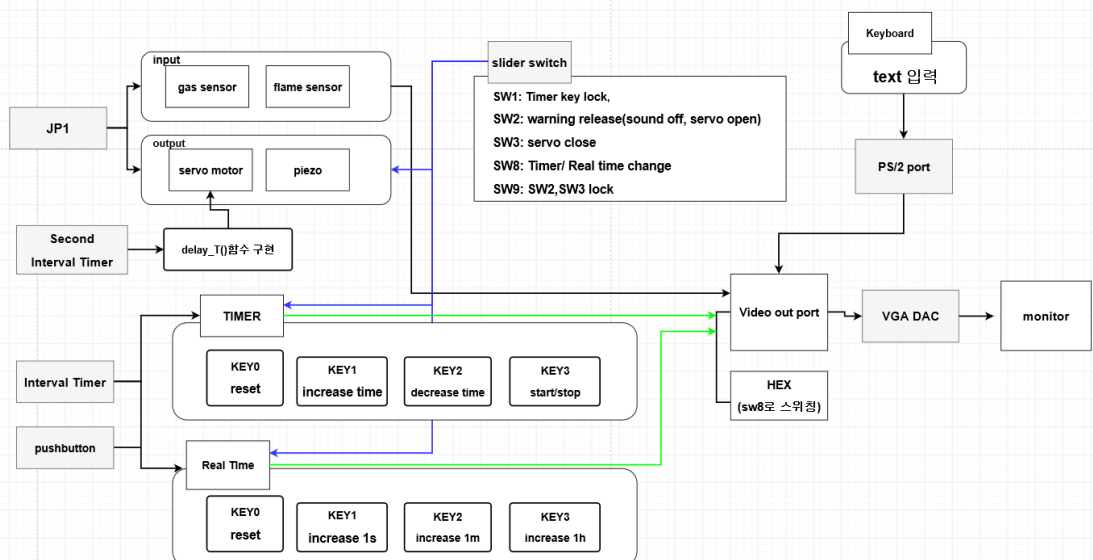 Keyboard
text 입력
slider switch
SW1: Timer key lock,
SW2: warning release(sound off, servo open)
SW3: servo close
SW8: Timer/ Real time change
SW9: SW2,SW3 lock
input
gas sensor
flame sensor
JP1
output
servo motor
piezo
PS/2 port
Second
Interval Timer
delay_T()함수 구현
TIMER
Video out port
VGA DAC
monitor
KEY0
reset
KEY1
increase time
KEY2
decrease time
KEY3
start/stop
Interval Timer
HEX
(sw8로 스위칭)
pushbutton
Real TIme
KEY0
reset
KEY1
increase 1s
KEY2
increase 1m
KEY3
increase 1h